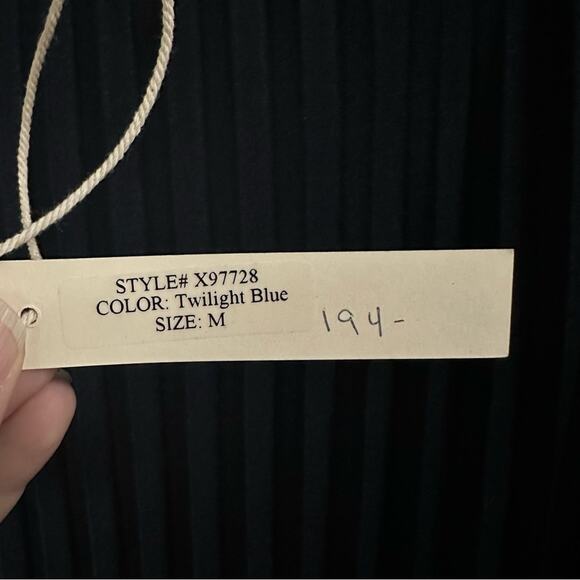 STYLE# X97728
COLOR: Twilight Blue
SIZE: M
194-